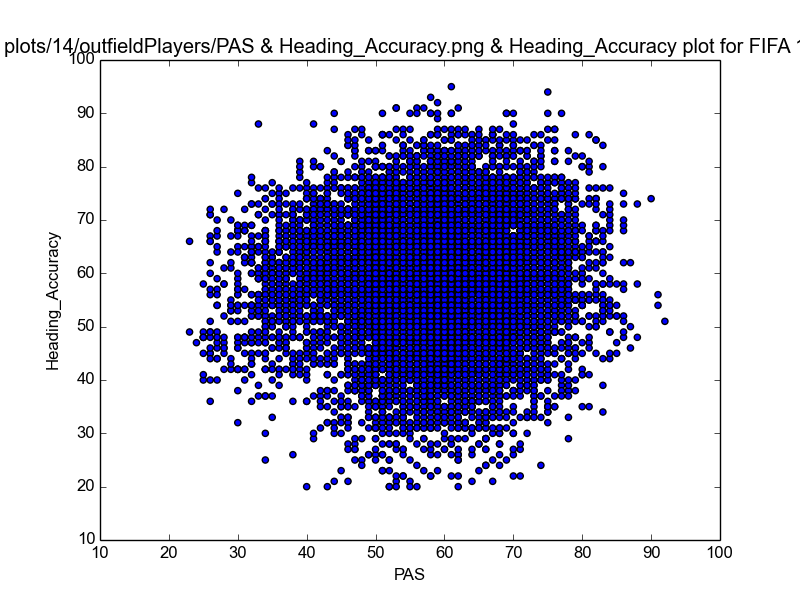 plots/14/outfieldPlayers/PAS & Heading_Accuracy.png & Heading_Accuracy plot for FIFA 1
100
90
80
70
60
50
40
30
20
10
Heading_Accuracy
10 20 30 40 50 60 70 80 90 100
PAS